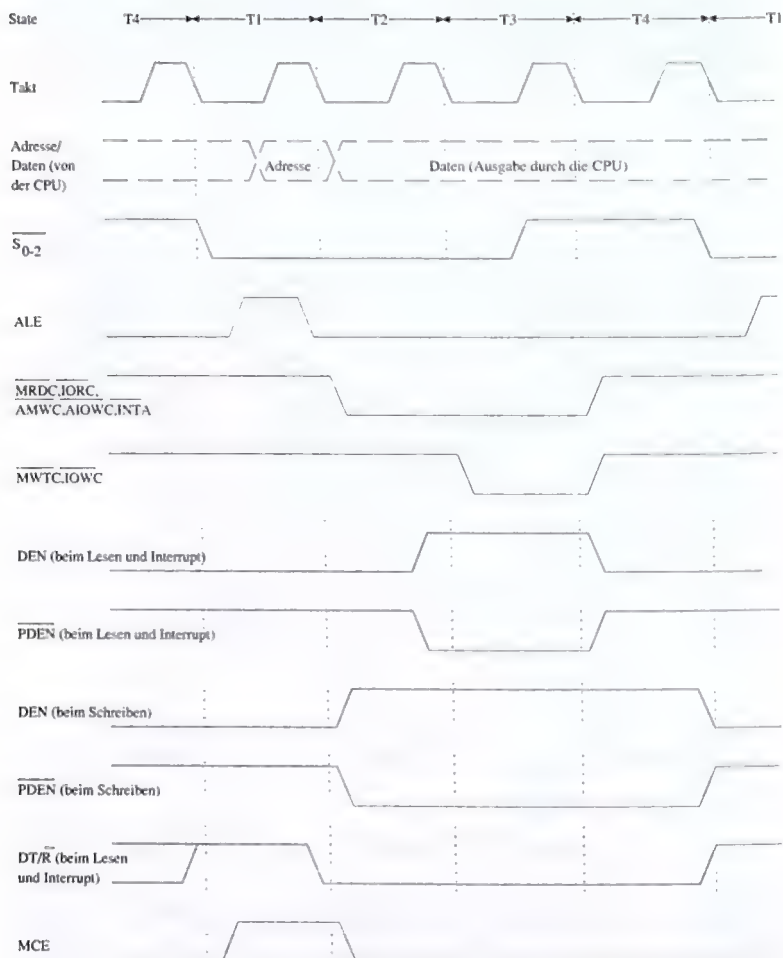 State T4 T1 T2 T3 T4 T1
Takt
Adresse/
Daten (von
der CPU)
Adresse
Daten (Ausgabe durch die CPU)
S0-2
ALE
MRDC,IORC,
AMWC,AIOWC,INTA
MWTC,IOWC
DEN (beim Lesen und Interrupt)
PDEN (beim Lesen und Interrupt)
DEN (beim Schreiben)
PDEN (beim Schreiben)
DT/R (beim Lesen
und Interrupt)
MCE